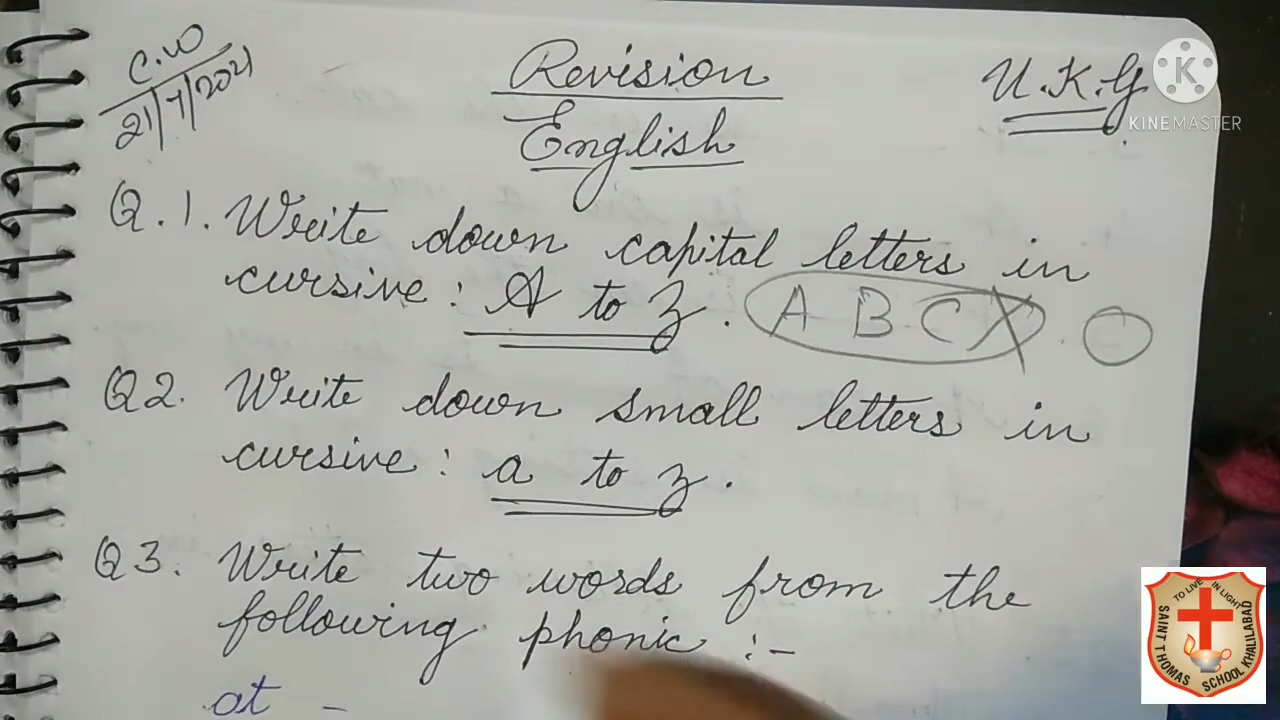 C.W
21/7/2021
Revision
English
U.K.G
KINEMASTER
Q.1. Write down capital letters in
cursive : A to Z . A B C X
Q2. Write down small letters in
cursive : a to z .
Q3. Write two words from the
following phonic :-
at -
TO LIVE IN LIGHT
SAINT THOMAS SCHOOL KHALILABAD